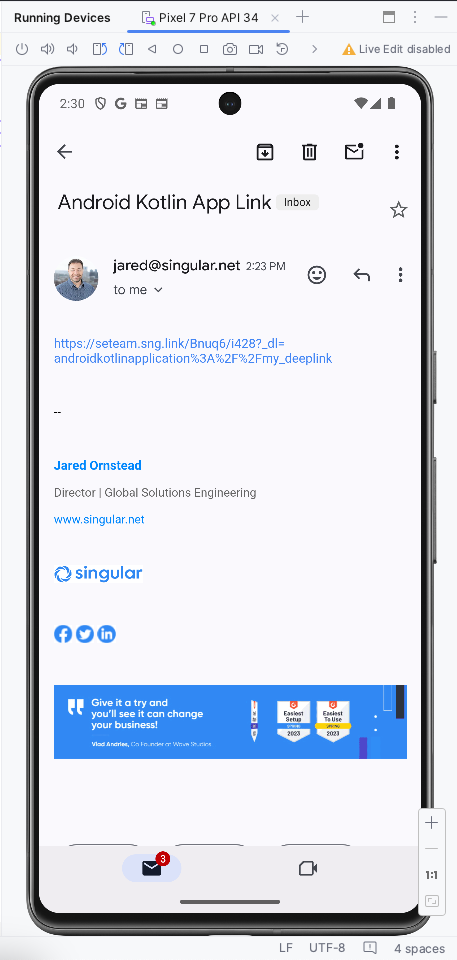 Running Devices
Pixel 7 Pro API 34
Live Edit disabled
2:30
Android Kotlin App Link
Inbox
jared@singular.net 2:23 PM
to me
https://seteam.sng.link/Bnuq6/i428?_dl=
androidkotlinapplication%3A%2F%2Fmy_deeplink
--
Jared Ornstead
Director | Global Solutions Engineering
www.singular.net
singular
Give it a try and
you'll see it can change
your business!
Vlad Andries, Co Founder at Wave Studios
Easiest
Setup
SPRING
2023
Easiest
To Use
SPRING
2023
3
1:1
LF UTF-8 4 spaces